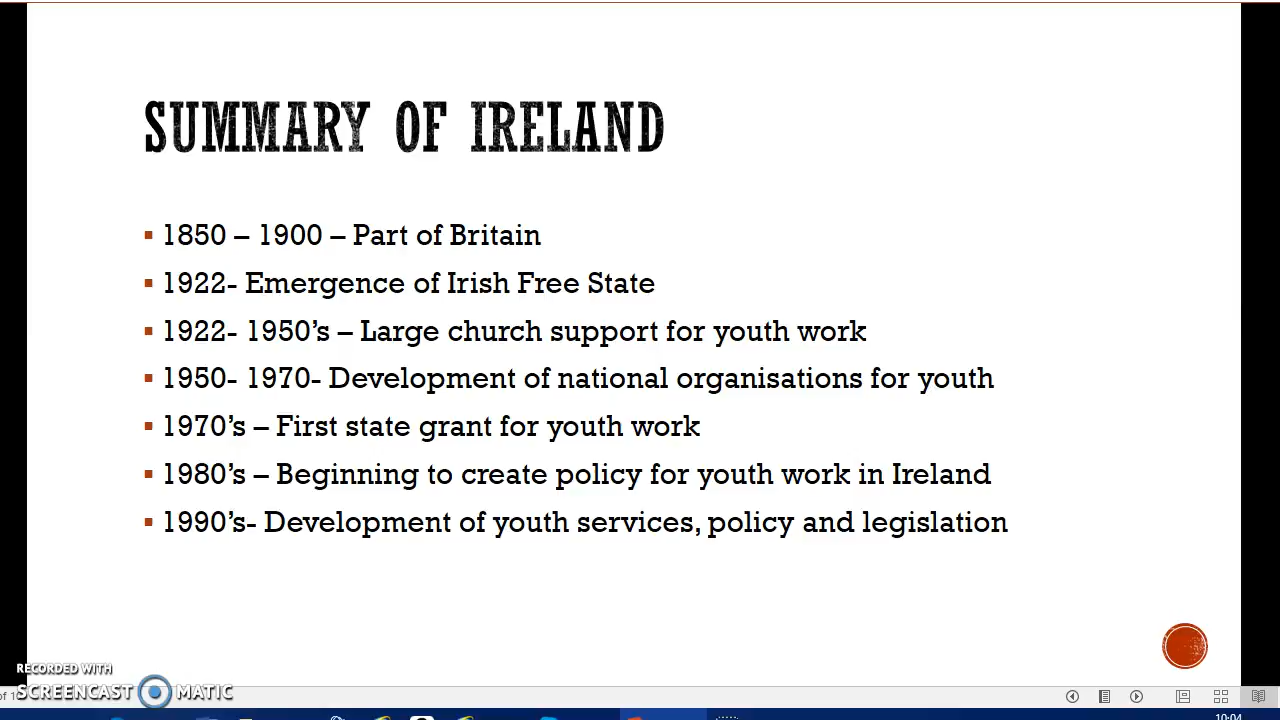 SUMMARY OF IRELAND
1850 – 1900 – Part of Britain
1922- Emergence of Irish Free State
1922- 1950’s – Large church support for youth work
1950- 1970- Development of national organisations for youth
1970’s – First state grant for youth work
1980’s – Beginning to create policy for youth work in Ireland
1990’s- Development of youth services, policy and legislation
RECORDED WITH
SCREENCAST MATIC
10:04